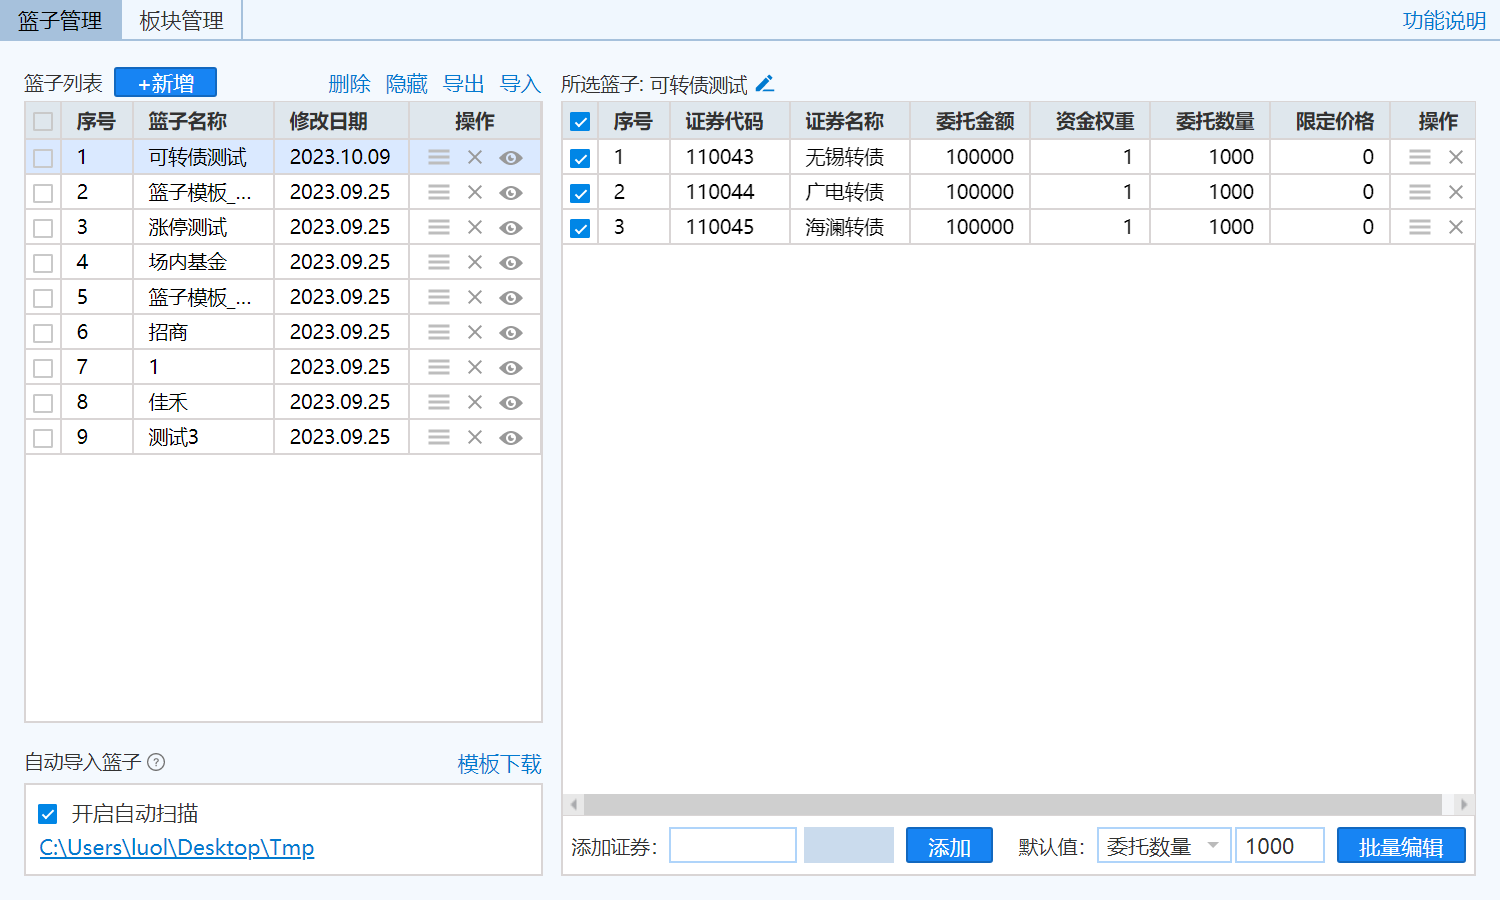 篮子管理 板块管理 功能说明
篮子列表 +新增 删除 隐藏 导出 导入 所选篮子: 可转债测试
序号 篮子名称 修改日期 操作 序号 证券代码 证券名称 委托金额 资金权重 委托数量 限定价格 操作
1 可转债测试 2023.10.09 1 110043 无锡转债 100000 1 1000 0
2 篮子模板_... 2023.09.25 2 110044 广电转债 100000 1 1000 0
3 涨停测试 2023.09.25 3 110045 海澜转债 100000 1 1000 0
4 场内基金 2023.09.25
5 篮子模板_... 2023.09.25
6 招商 2023.09.25
7 1 2023.09.25
8 佳禾 2023.09.25
9 测试3 2023.09.25
自动导入篮子 ? 模板下载
开启自动扫描
C:\Users\luol\Desktop\Tmp
添加证券: 添加 默认值: 委托数量 1000 批量编辑